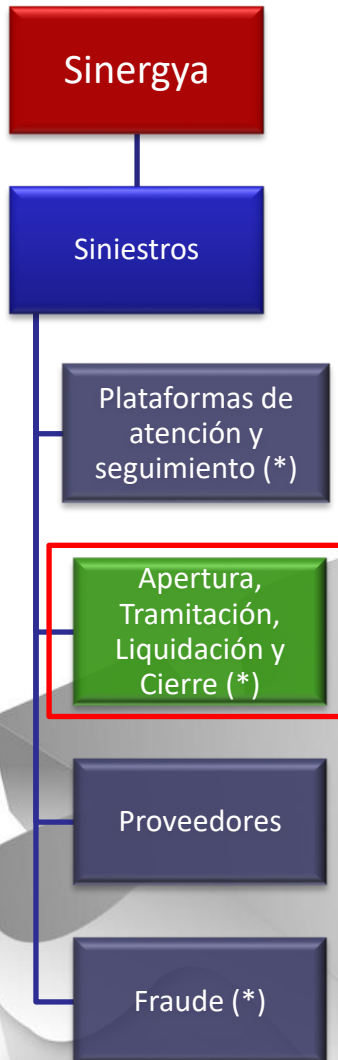 Sinergya
Siniestros
Plataformas de
atención y
seguimiento (*)
Apertura,
Tramitación,
Liquidación y
Cierre (*)
Proveedores
Fraude (*)